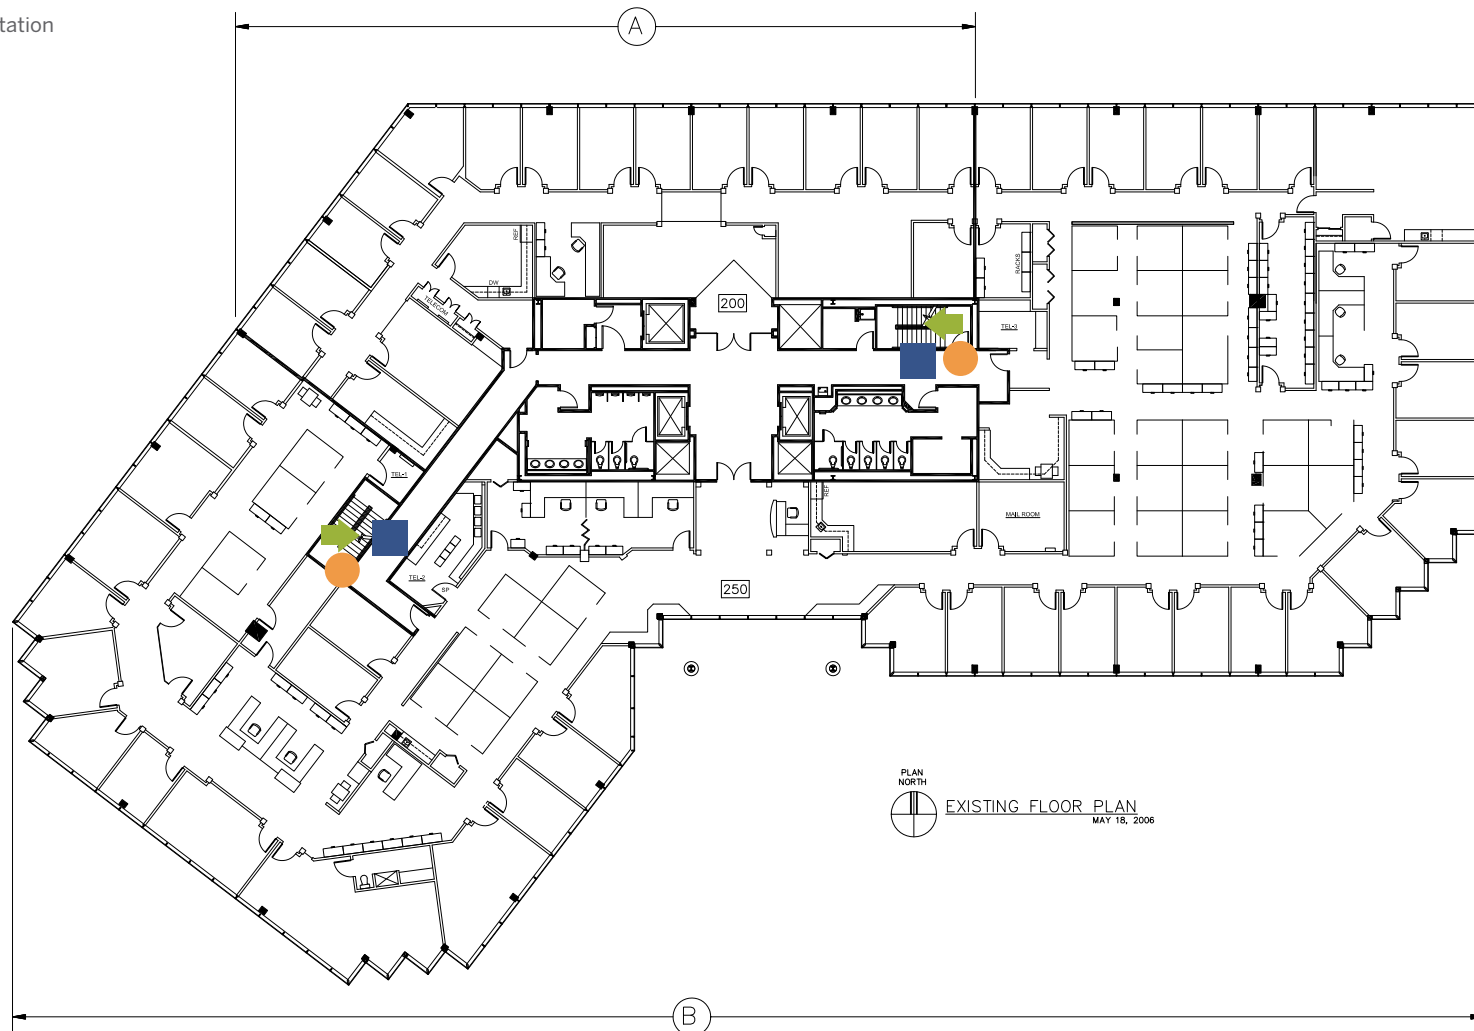 tation
A
REF
DW
TELECOM
200
RACKS
TEL-3
TEL-1
REF
MAIL ROOM
TEL-2
SP
250
PLAN
NORTH
EXISTING FLOOR PLAN
MAY 18, 2006
B